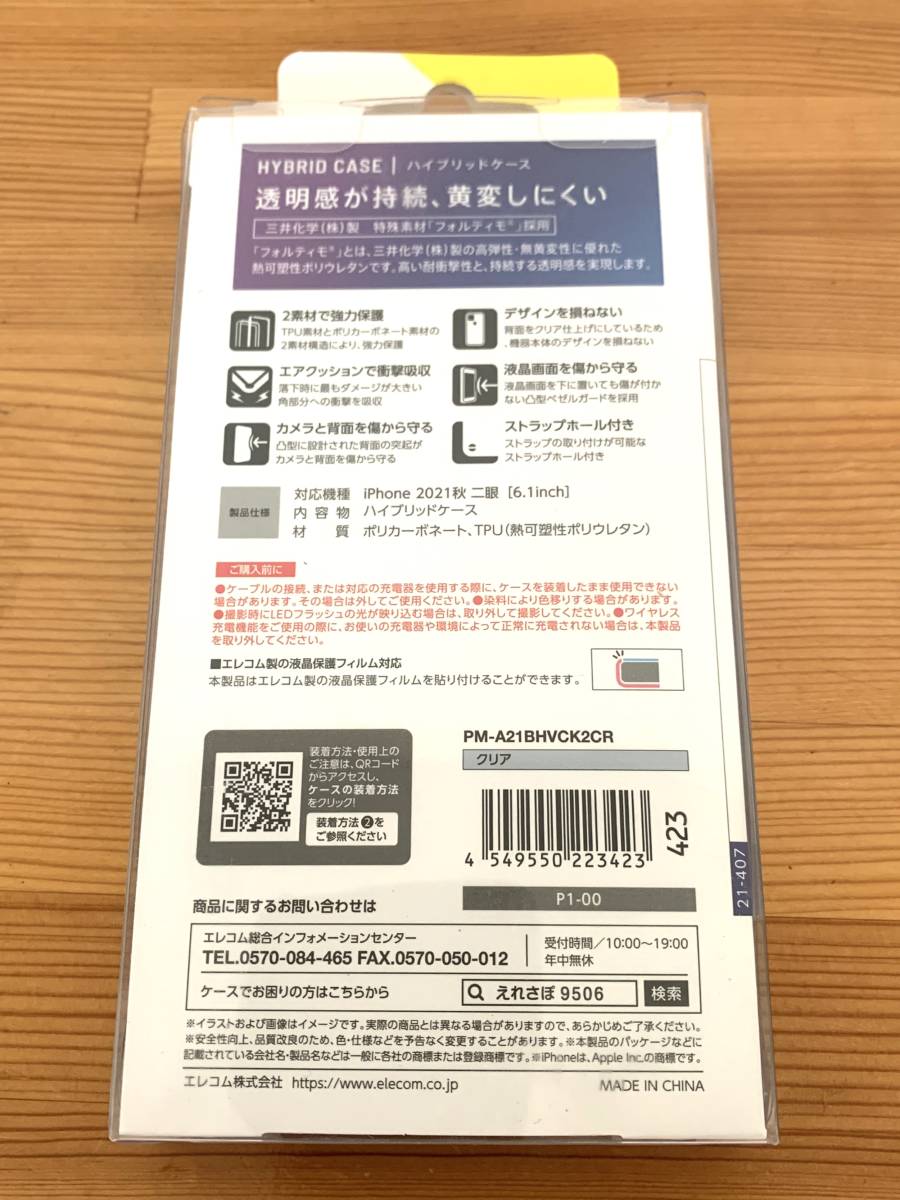 HYBRID CASE | ハイブリッドケース
透明感が持続、黄変しにくい
三井化学(株)製 特殊素材「フォルティモ®」採用
「フォルティモ®」とは、三井化学(株)製の高弾性・無黄変性に優れた
熱可塑性ポリウレタンです。高い耐衝撃性と、持続する透明感を実現します。
2素材で強力保護
TPU素材とポリカーボネート素材の
2素材構造により、強力保護
デザインを損ねない
背面をクリア仕上げにしているため
、機器本体のデザインを損ねない
エアクッションで衝撃吸収
落下時に最もダメージが大きい
角部分への衝撃を吸収
液晶画面を傷から守る
液晶画面を下に置いても傷が付か
ない凸型ベゼルガードを採用
カメラと背面を傷から守る
凸型に設計された背面の突起が
カメラと背面を傷から守る
ストラップホール付き
ストラップの取り付けが可能な
ストラップホール付き
製品仕様
対応機種 iPhone 2021秋 二眼 [6.1inch]
内容物 ハイブリッドケース
材質 ポリカーボネート、TPU(熱可塑性ポリウレタン)
ご購入前に
●ケーブルの接続、または対応の充電器を使用する際に、ケースを装着したまま使用できない
場合があります。その場合は外してご使用ください。●染料により色移りする場合があります。
●撮影時にLEDフラッシュの光が映り込む場合は、取り外して撮影してください。●ワイヤレス
充電機能をご使用の際に、お使いの充電器や環境によって正常に充電されない場合は、本製品
を取り外してください。
■エレコム製の液晶保護フィルム対応
本製品はエレコム製の液晶保護フィルムを貼り付けることができます。
装着方法・使用上の
ご注意は、QRコード
からアクセスし、
ケースの装着方法
をクリック!
装着方法❷を
ご参照ください
PM-A21BHVCK2CR
クリア
4 549550 223423
423
P1-00
21-407
商品に関するお問い合わせは
エレコム総合インフォメーションセンター
TEL.0570-084-465 FAX.0570-050-012
受付時間/10:00～19:00
年中無休
ケースでお困りの方はこちらから
えれさぽ 9506 検索
※イラストおよび画像はイメージです。実際の商品とは異なる場合がありますので、あらかじめご了承ください。
※安全性向上、品質改良のため、色・仕様などを予告なく変更することがあります。※本製品のパッケージなどに
記載されている会社名・製品名などは一般に各社の商標または登録商標です。※iPhoneは、Apple Inc.の商標です。
エレコム株式会社 https://www.elecom.co.jp
MADE IN CHINA